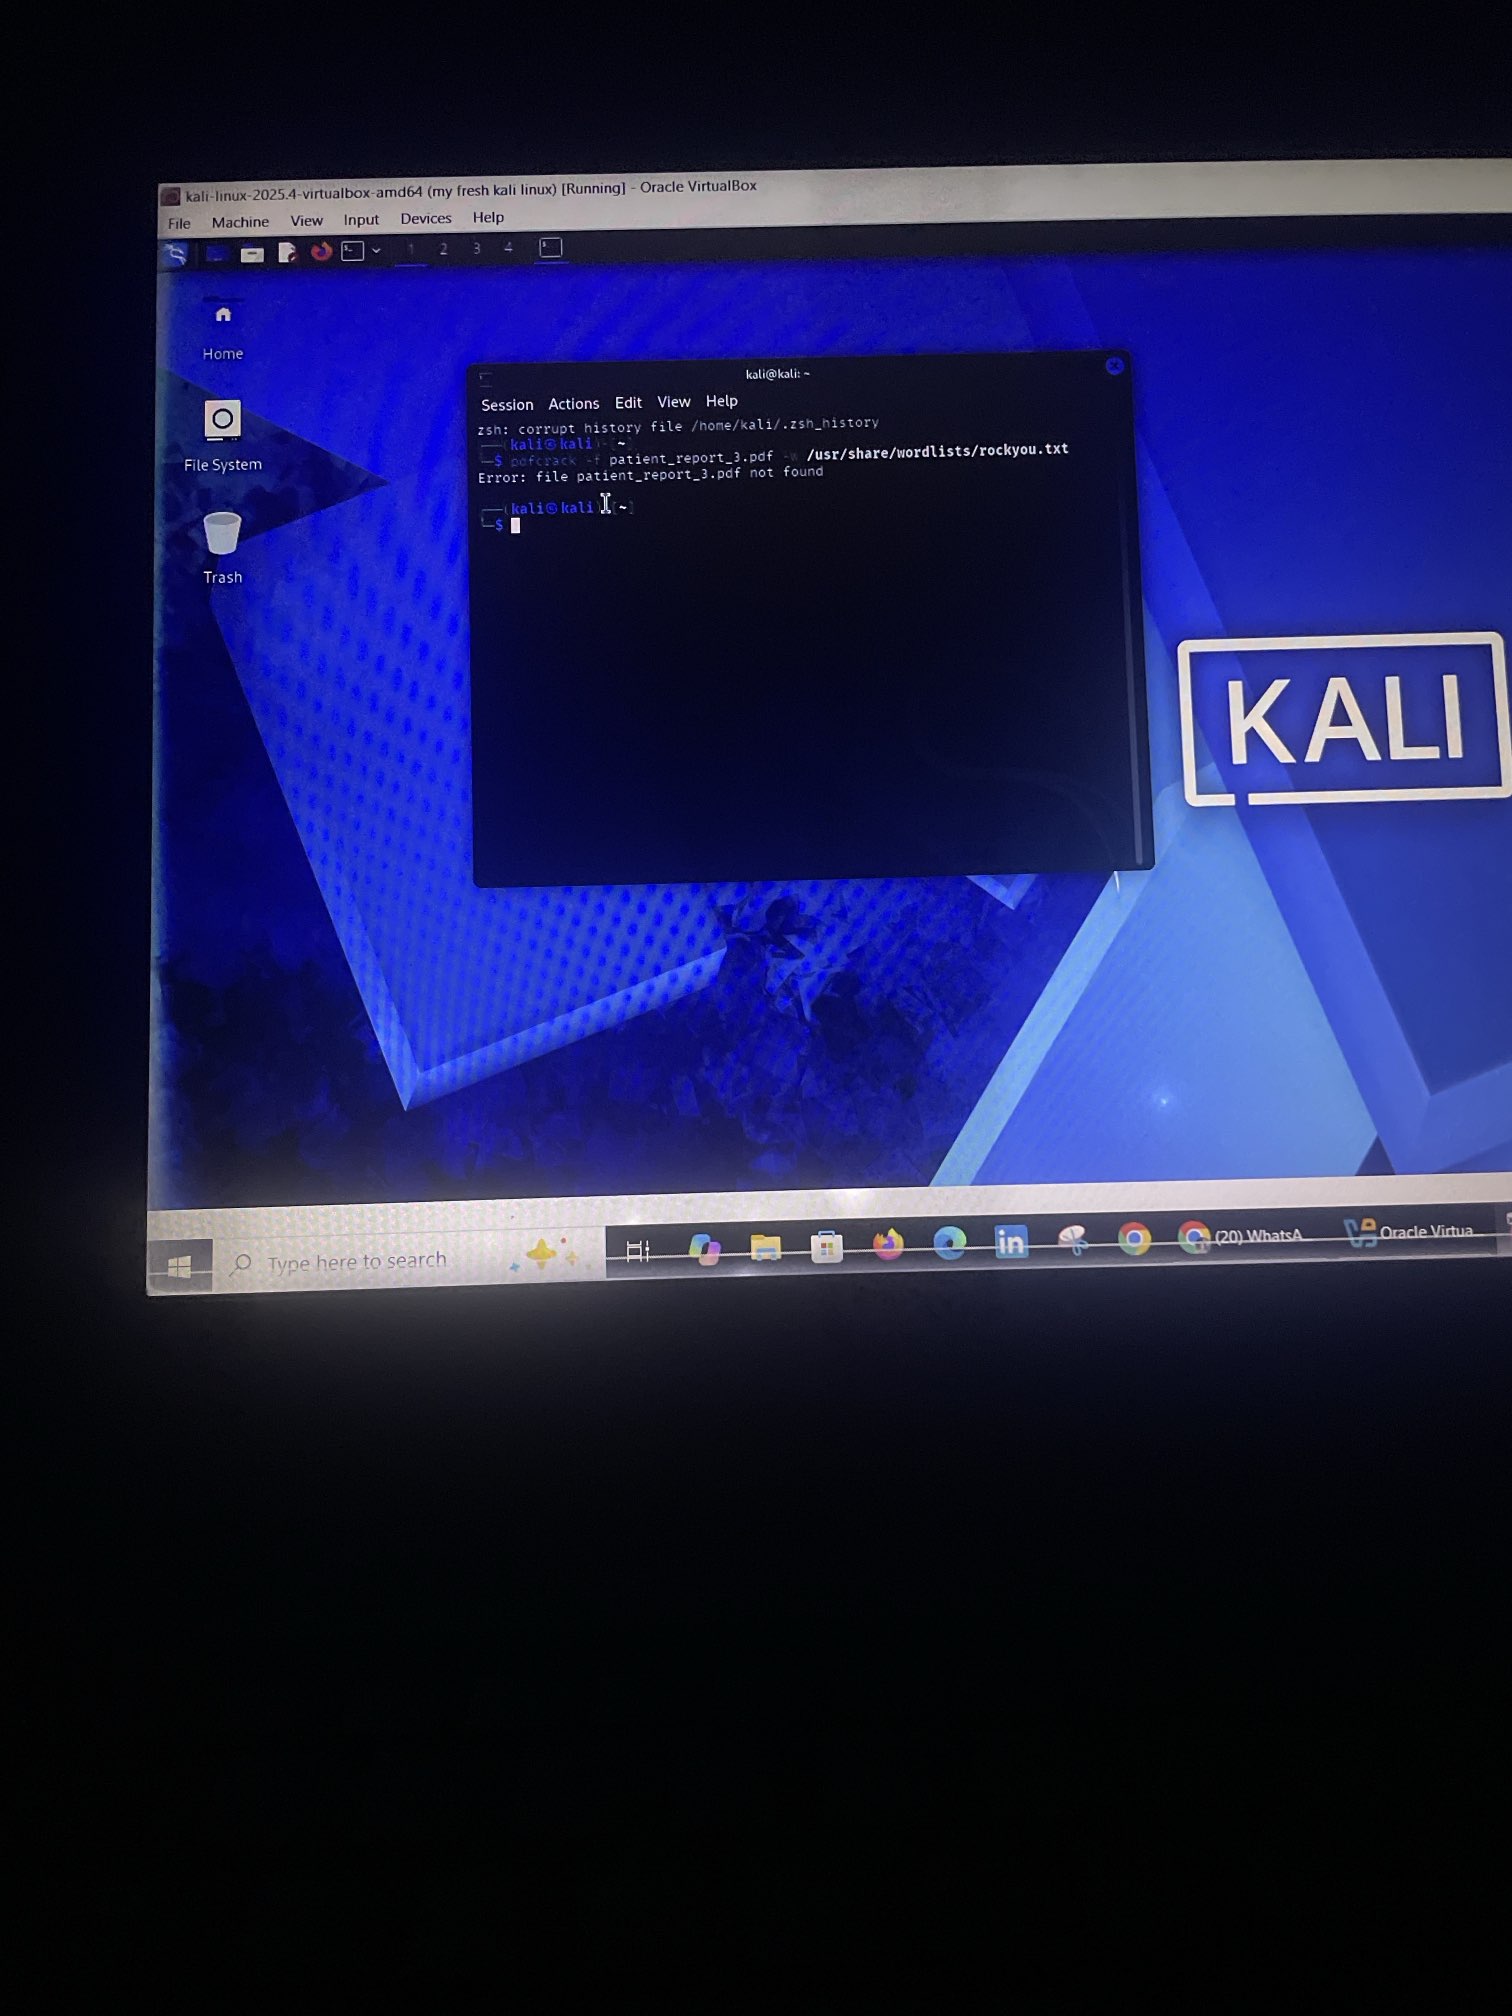 kali-linux-2025.4-virtualbox-amd64 (my fresh kali linux) [Running] - Oracle VirtualBox
File Machine View Input Devices Help
1 2 3 4
Home
File System
Trash
kali@kali: ~
Session Actions Edit View Help
zsh: corrupt history file /home/kali/.zsh_history
(kali㉿kali)-[~]
$ pdfcrack -f patient_report_3.pdf -w /usr/share/wordlists/rockyou.txt
Error: file patient_report_3.pdf not found
(kali㉿kali)-[~]
$
KALI
Type here to search
in
(20) WhatsA
Oracle Virtua